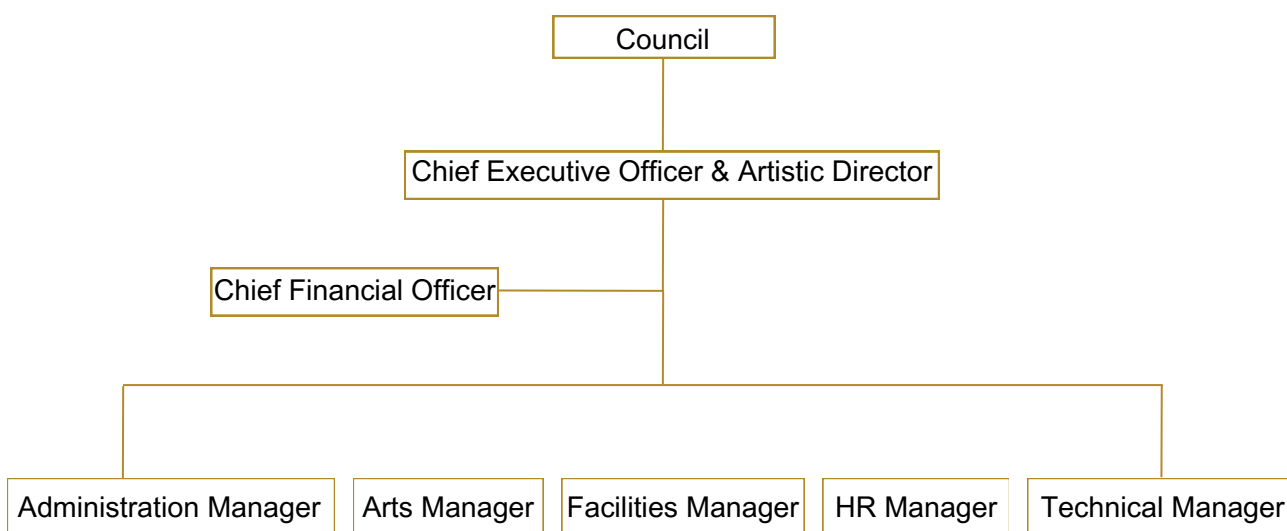 Council
Chief Executive Officer & Artistic Director
Chief Financial Officer
Administration Manager
Arts Manager
Facilities Manager
HR Manager
Technical Manager